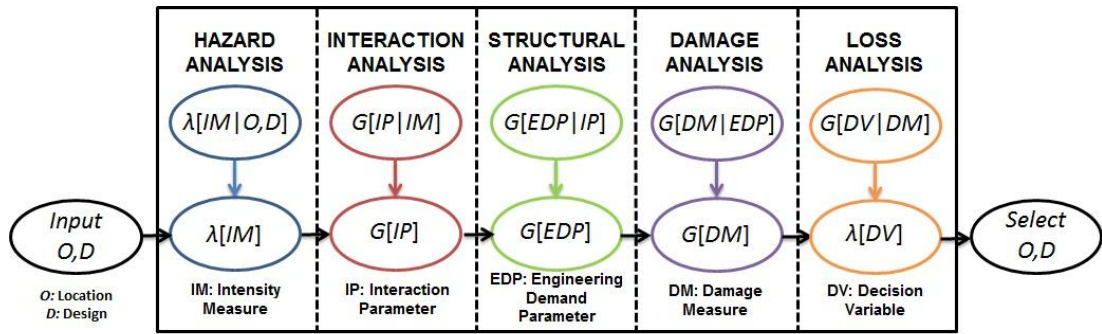 HAZARD
ANALYSIS
INTERACTION
ANALYSIS
STRUCTURAL
ANALYSIS
DAMAGE
ANALYSIS
LOSS
ANALYSIS
λ[IM|O,D]
G[IP|IM]
G[EDP|IP]
G[DM|EDP]
G[DV|DM]
Input
O,D
λ[IM]
G[IP]
G[EDP]
G[DM]
λ[DV]
Select
O,D
O: Location
D: Design
IM: Intensity
Measure
IP: Interaction
Parameter
EDP: Engineering
Demand
Parameter
DM: Damage
Measure
DV: Decision
Variable